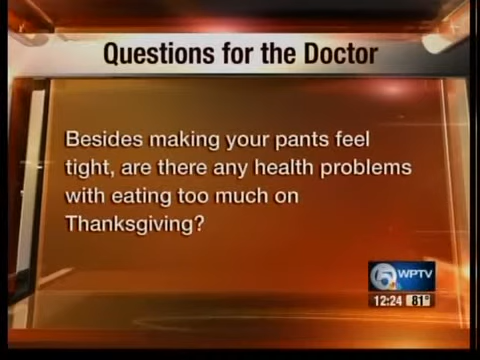 Questions for the Doctor
Besides making your pants feel
tight, are there any health problems
with eating too much on
Thanksgiving?
5 WPTV
12:24 81°